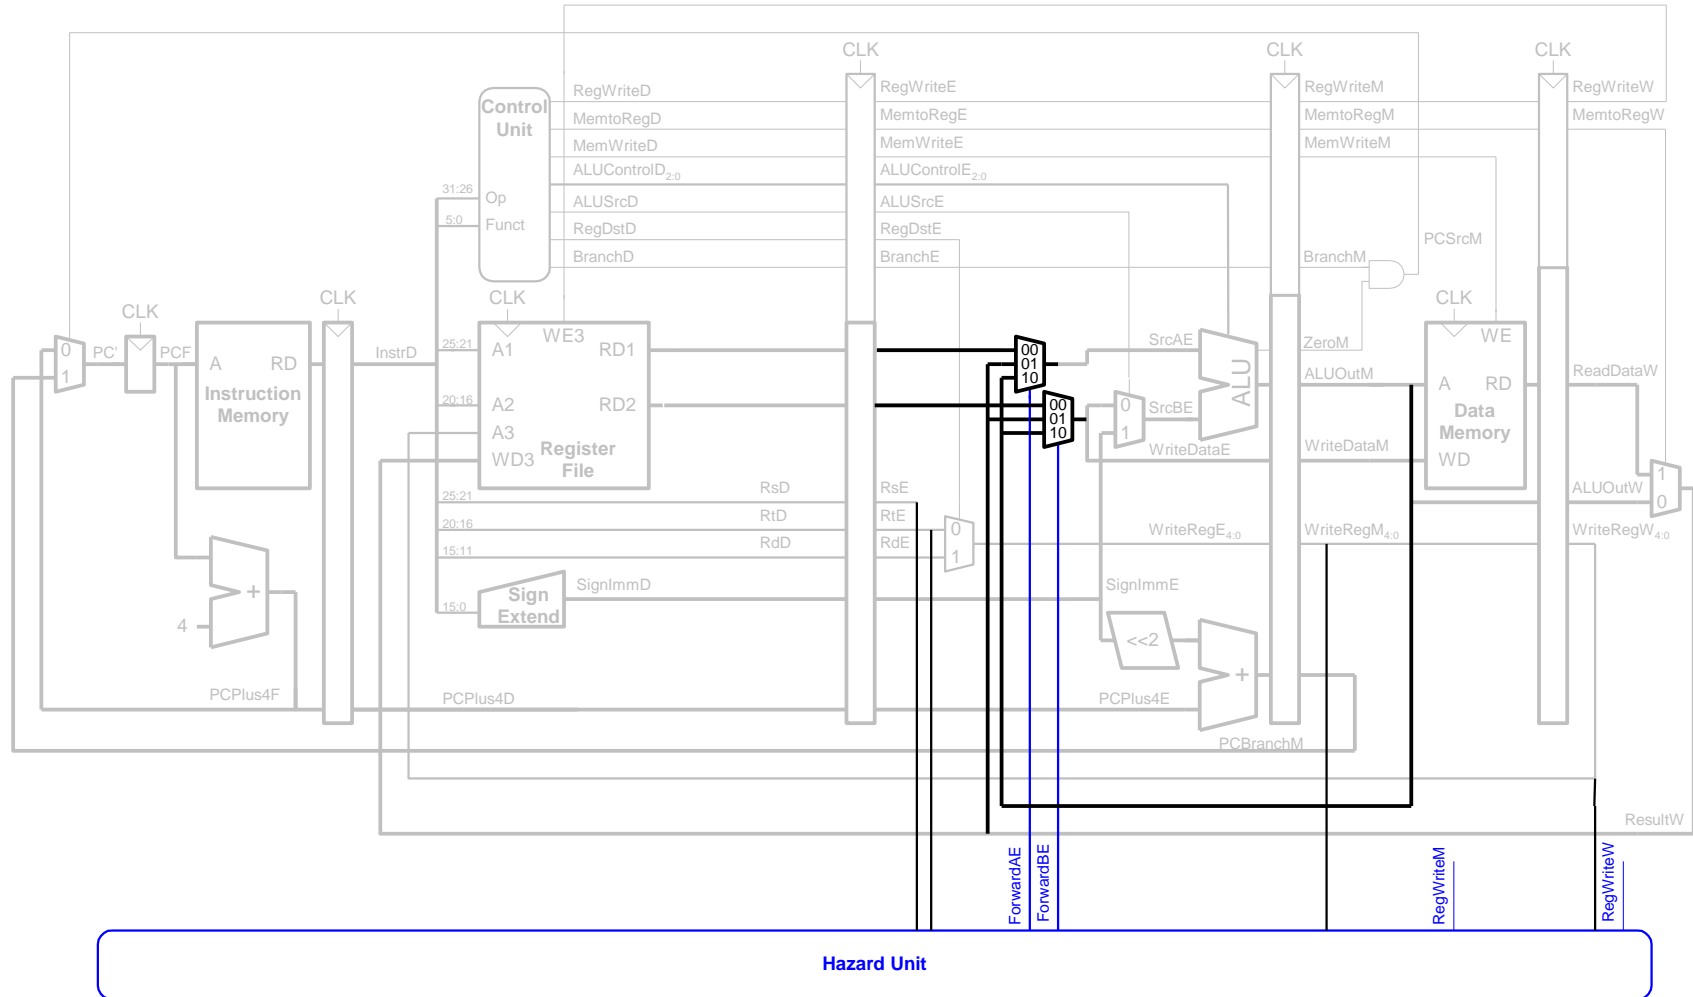 CLK
CLK
CLK
RegWriteD
RegWriteE
RegWriteM
RegWriteW
Control
Unit
MemtoRegD
MemtoRegE
MemtoRegM
MemtoRegW
MemWriteD
MemWriteE
MemWriteM
ALUControlD2:0
ALUControlE2:0
31:26
Op
ALUSrcD
ALUSrcE
5:0
Funct
RegDstD
RegDstE
PCSrcM
BranchD
BranchE
BranchM
CLK
CLK
CLK
CLK
WE3
WE
0
1
PC'
PCF
A
RD
Instruction
Memory
InstrD
25:21
A1
RD1
00
01
10
SrcAE
ALU
ZeroM
ALUOutM
A
RD
ReadDataW
20:16
A2
RD2
00
01
10
0
1
SrcBE
Data
Memory
A3
WD3
Register
File
WriteDataE
WriteDataM
WD
1
0
25:21
RsD
RsE
ALUOutW
20:16
RtD
RtE
0
1
WriteRegE4:0
WriteRegM4:0
WriteRegW4:0
15:11
RdD
RdE
+
4
15:0
Sign
Extend
SignImmD
SignImmE
<<2
+
PCPlus4F
PCPlus4D
PCPlus4E
PCBranchM
ResultW
ForwardAE
ForwardBE
RegWriteM
RegWriteW
Hazard Unit